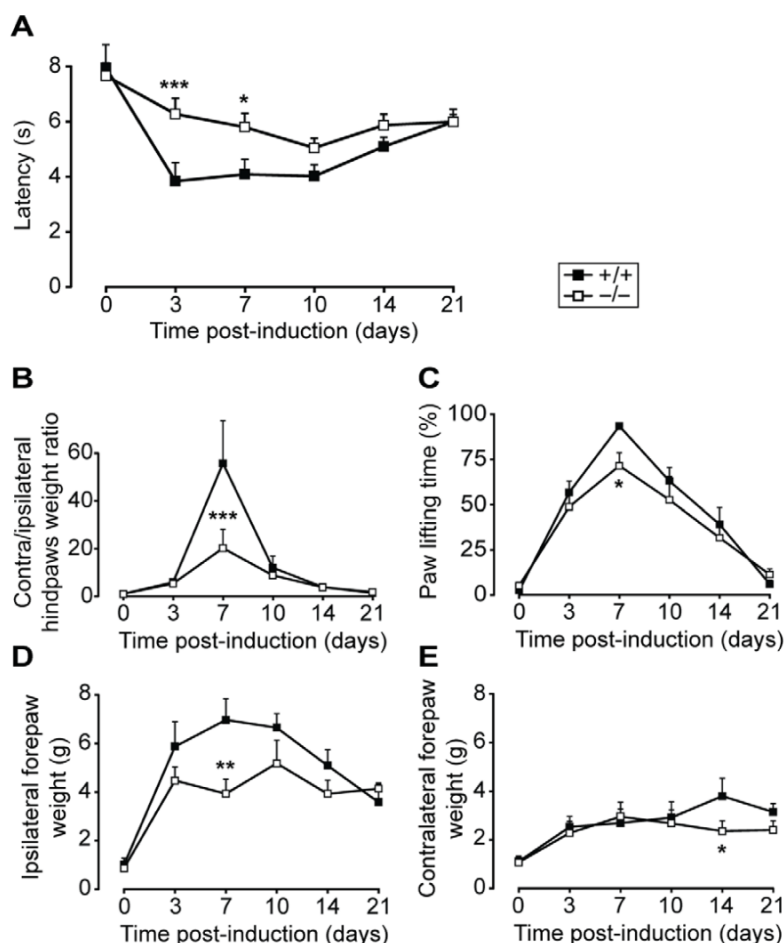 A
8
6
4
2
0
Latency (s)
***
*
0 3 7 10 14 21
Time post-induction (days)
+/+
−/−
B
60
40
20
0
Contra/ipsilateral
hindpaws weight ratio
***
0 3 7 10 14 21
Time post-induction (days)
C
100
75
50
25
0
Paw lifting time (%)
*
0 3 7 10 14 21
Time post-induction (days)
D
8
6
4
2
0
Ipsilateral forepaw
weight (g)
**
0 3 7 10 14 21
Time post-induction (days)
E
8
6
4
2
0
Contralateral forepaw
weight (g)
*
0 3 7 10 14 21
Time post-induction (days)